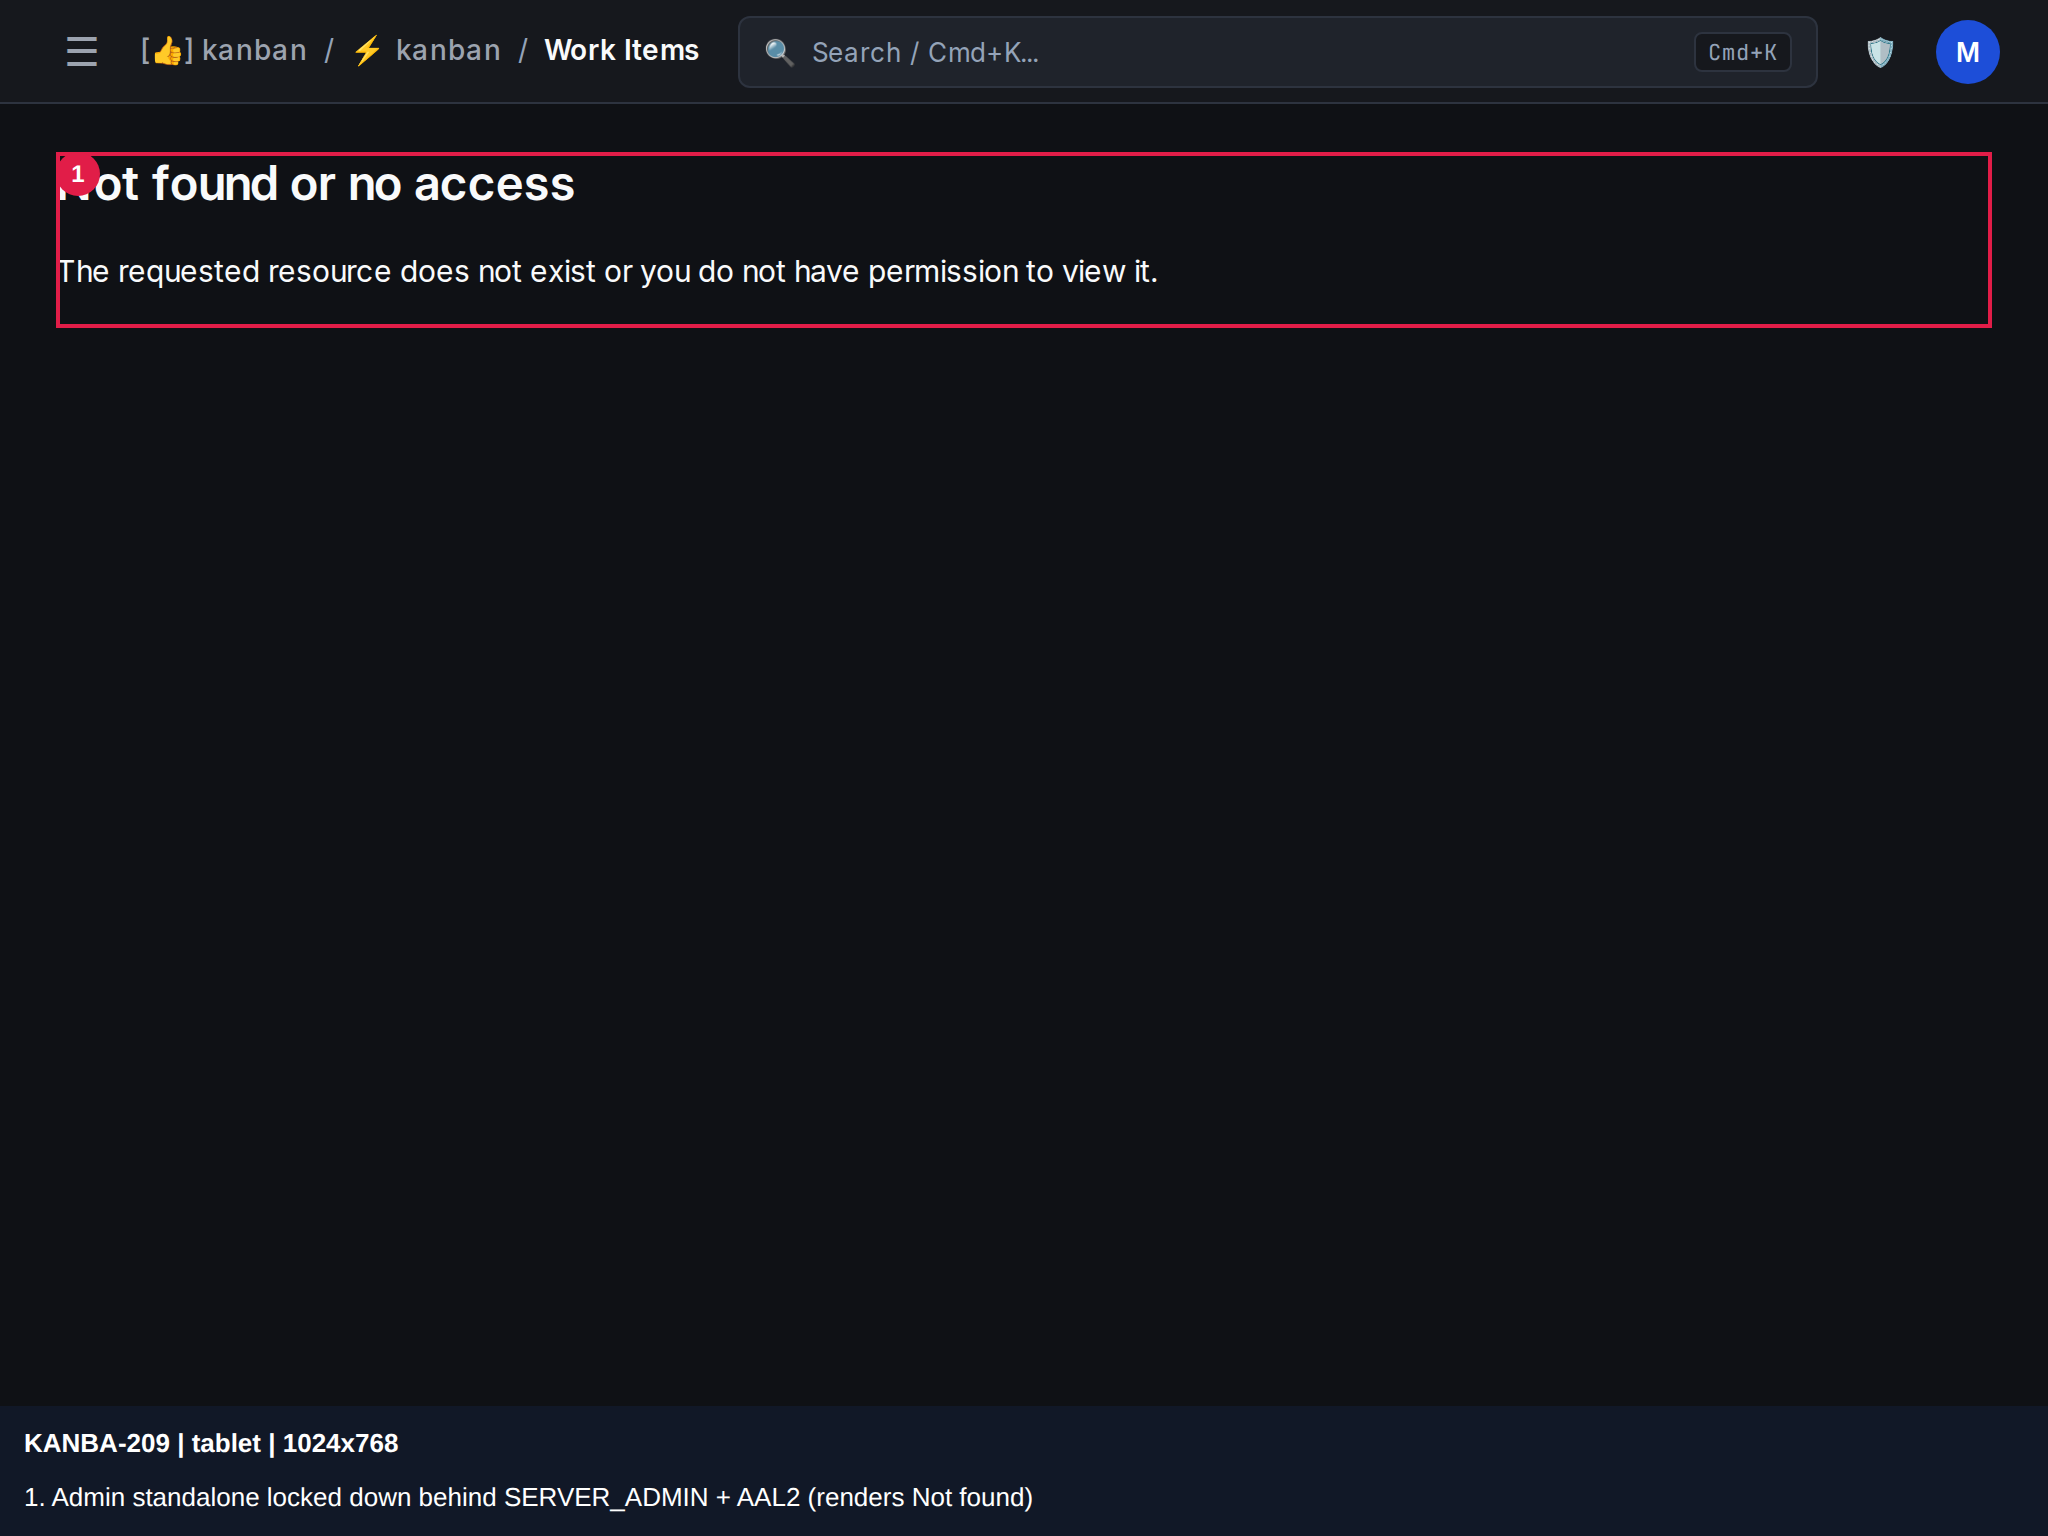 [👍] kanban / ⚡ kanban / Work Items
🔍 Search / Cmd+K...
Cmd+K
M
1
Not found or no access
The requested resource does not exist or you do not have permission to view it.
KANBA-209 | tablet | 1024x768
1. Admin standalone locked down behind SERVER_ADMIN + AAL2 (renders Not found)